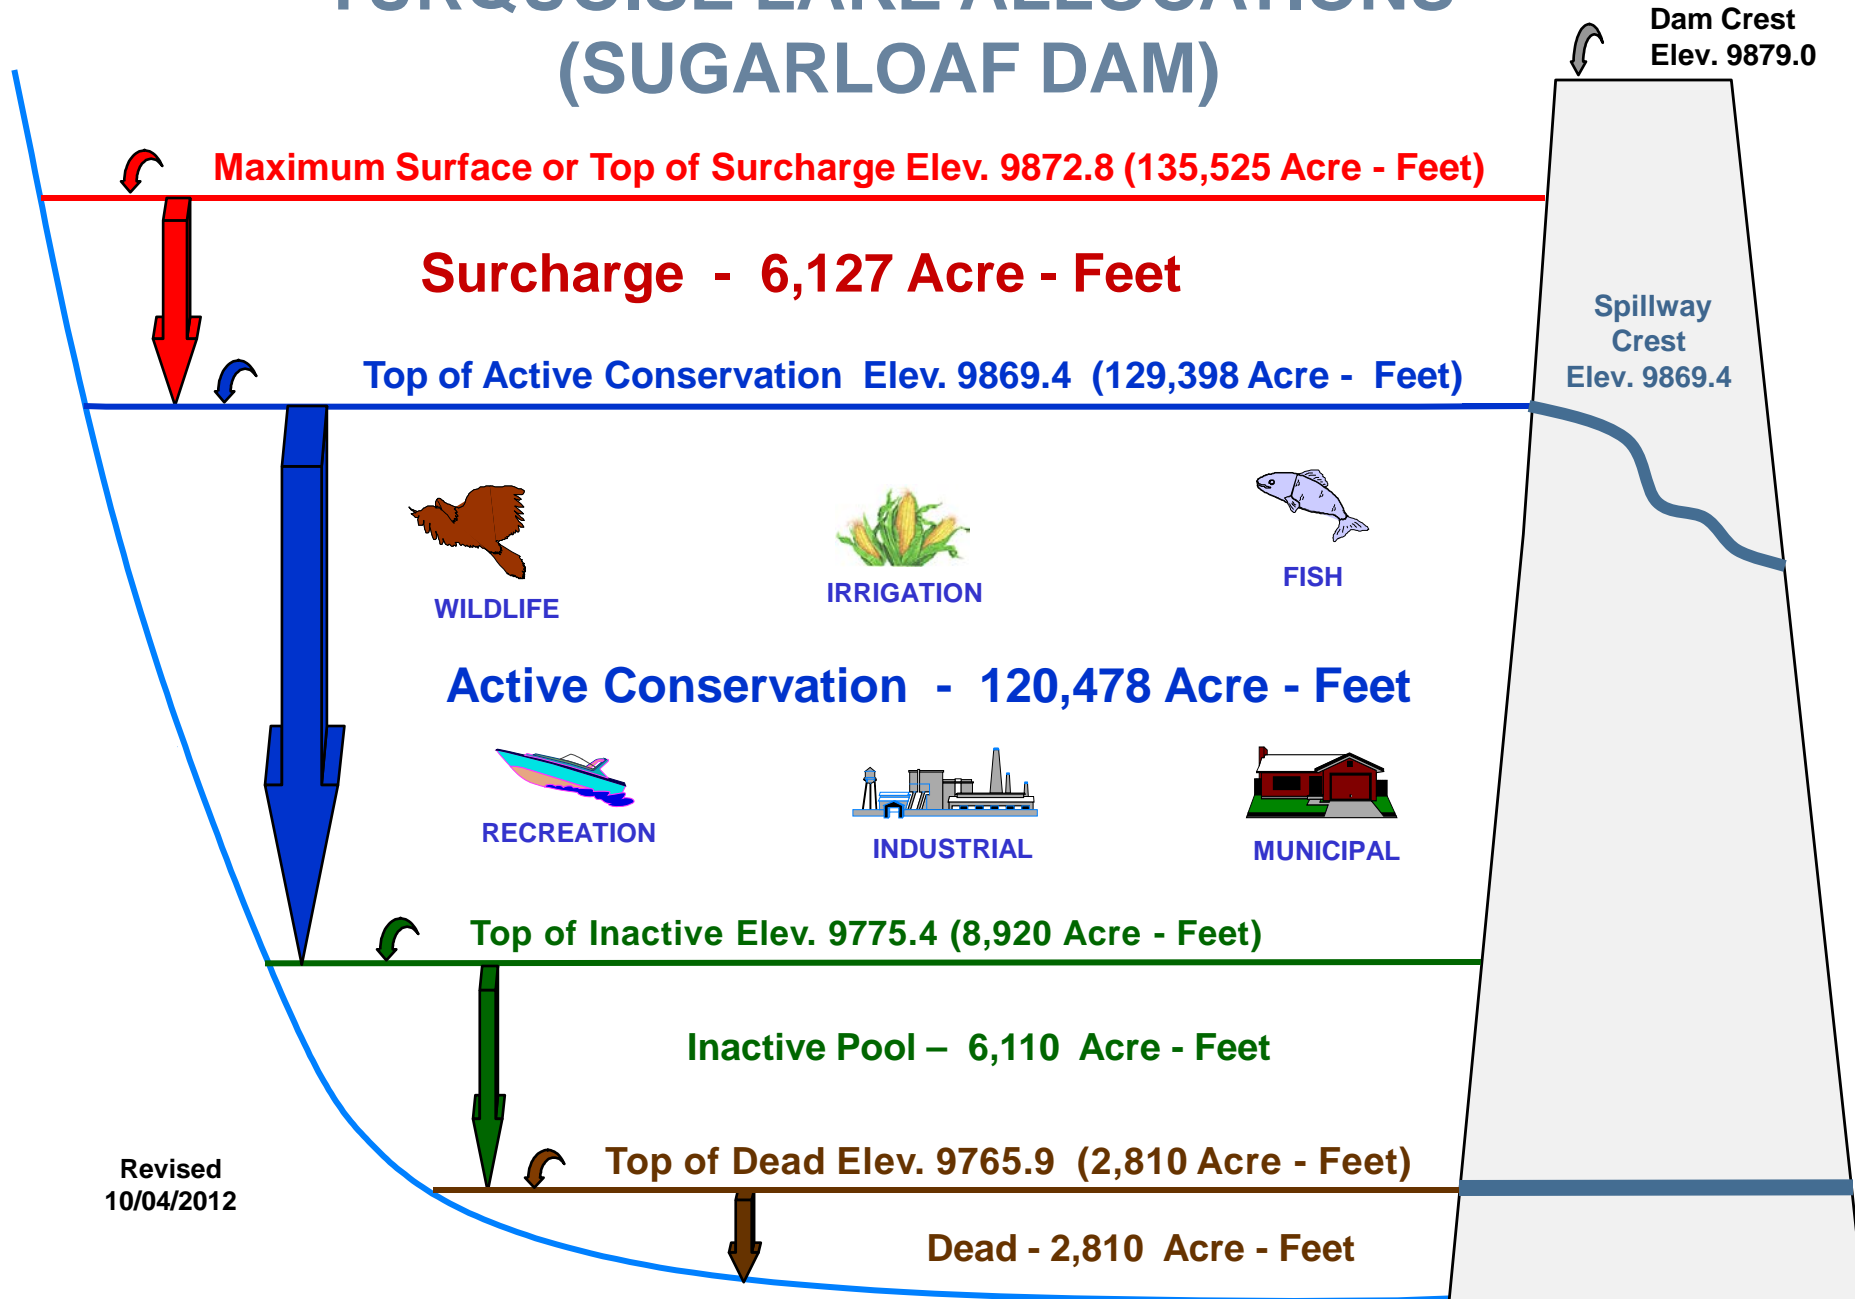 TURQUOISE LAKE ALLOCATIONS
(SUGARLOAF DAM)
Dam Crest
Elev. 9879.0
Maximum Surface or Top of Surcharge Elev. 9872.8 (135,525 Acre - Feet)
Surcharge - 6,127 Acre - Feet
Spillway
Crest
Elev. 9869.4
Top of Active Conservation Elev. 9869.4 (129,398 Acre - Feet)
WILDLIFE
IRRIGATION
FISH
Active Conservation - 120,478 Acre - Feet
RECREATION
INDUSTRIAL
MUNICIPAL
Top of Inactive Elev. 9775.4 (8,920 Acre - Feet)
Inactive Pool – 6,110 Acre - Feet
Top of Dead Elev. 9765.9 (2,810 Acre - Feet)
Revised
10/04/2012
Dead - 2,810 Acre - Feet